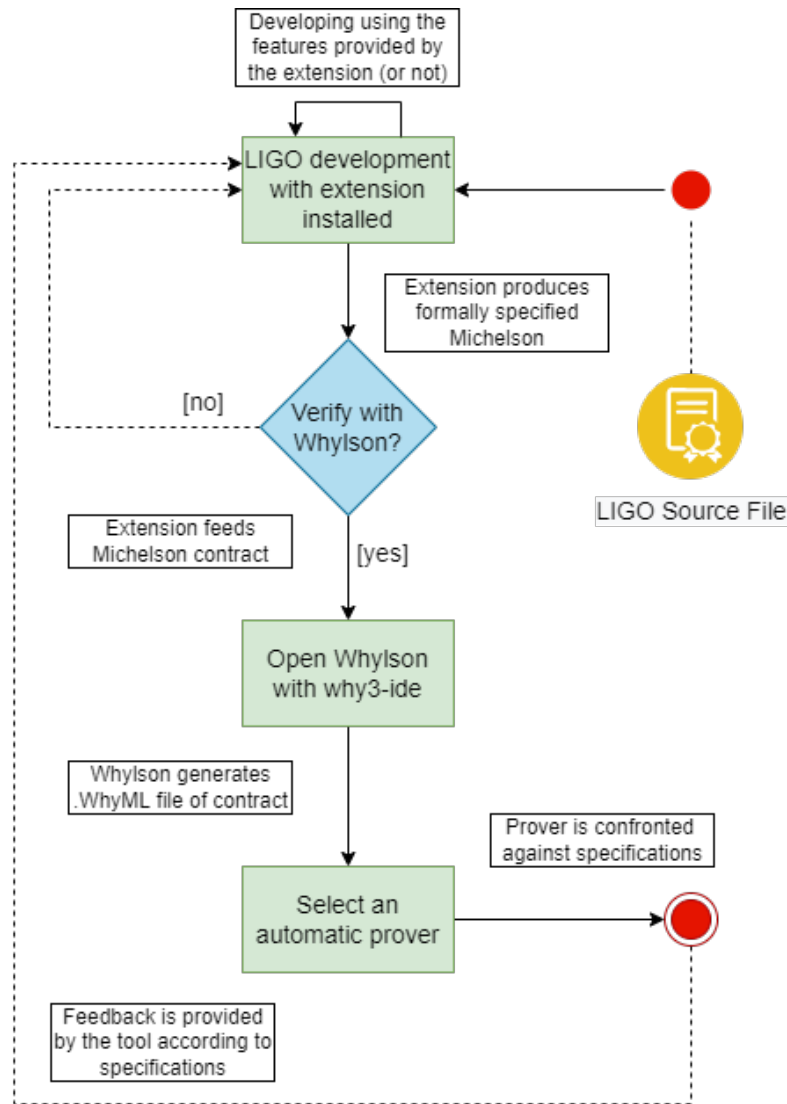 Developing using the
features provided by
the extension (or not)
LIGO development
with extension
installed
Extension produces
formally specified
Michelson
[no]
Verify with
Whylson?
LIGO Source File
Extension feeds
Michelson contract
[yes]
Open Whylson
with why3-ide
Whylson generates
.WhyML file of contract
Prover is confronted
against specifications
Select an
automatic prover
Feedback is provided
by the tool according to
specifications